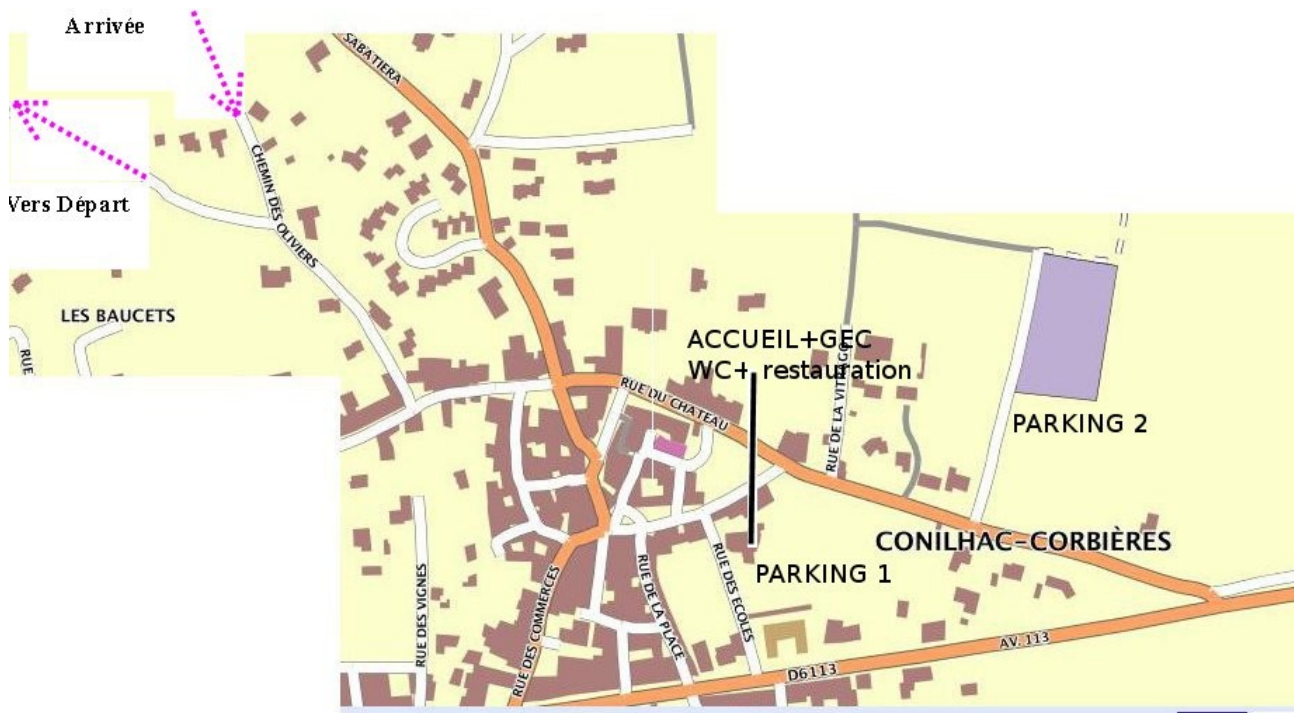 Arrivée
SABATIERA
Vers Départ
CHEMIN DES OLIVIERS
LES BAUCETS
RUE
ACCUEIL+GEC
WC+ restauration
RUE DU CHATEAU
RUE DE LA VIT
PARKING 2
CONILHAC-CORBIÈRES
PARKING 1
RUE DES VIGNES
RUE DES COMMERCES
RUE DE LA PLACE
RUE DES ECOLES
AV. 113
D6113